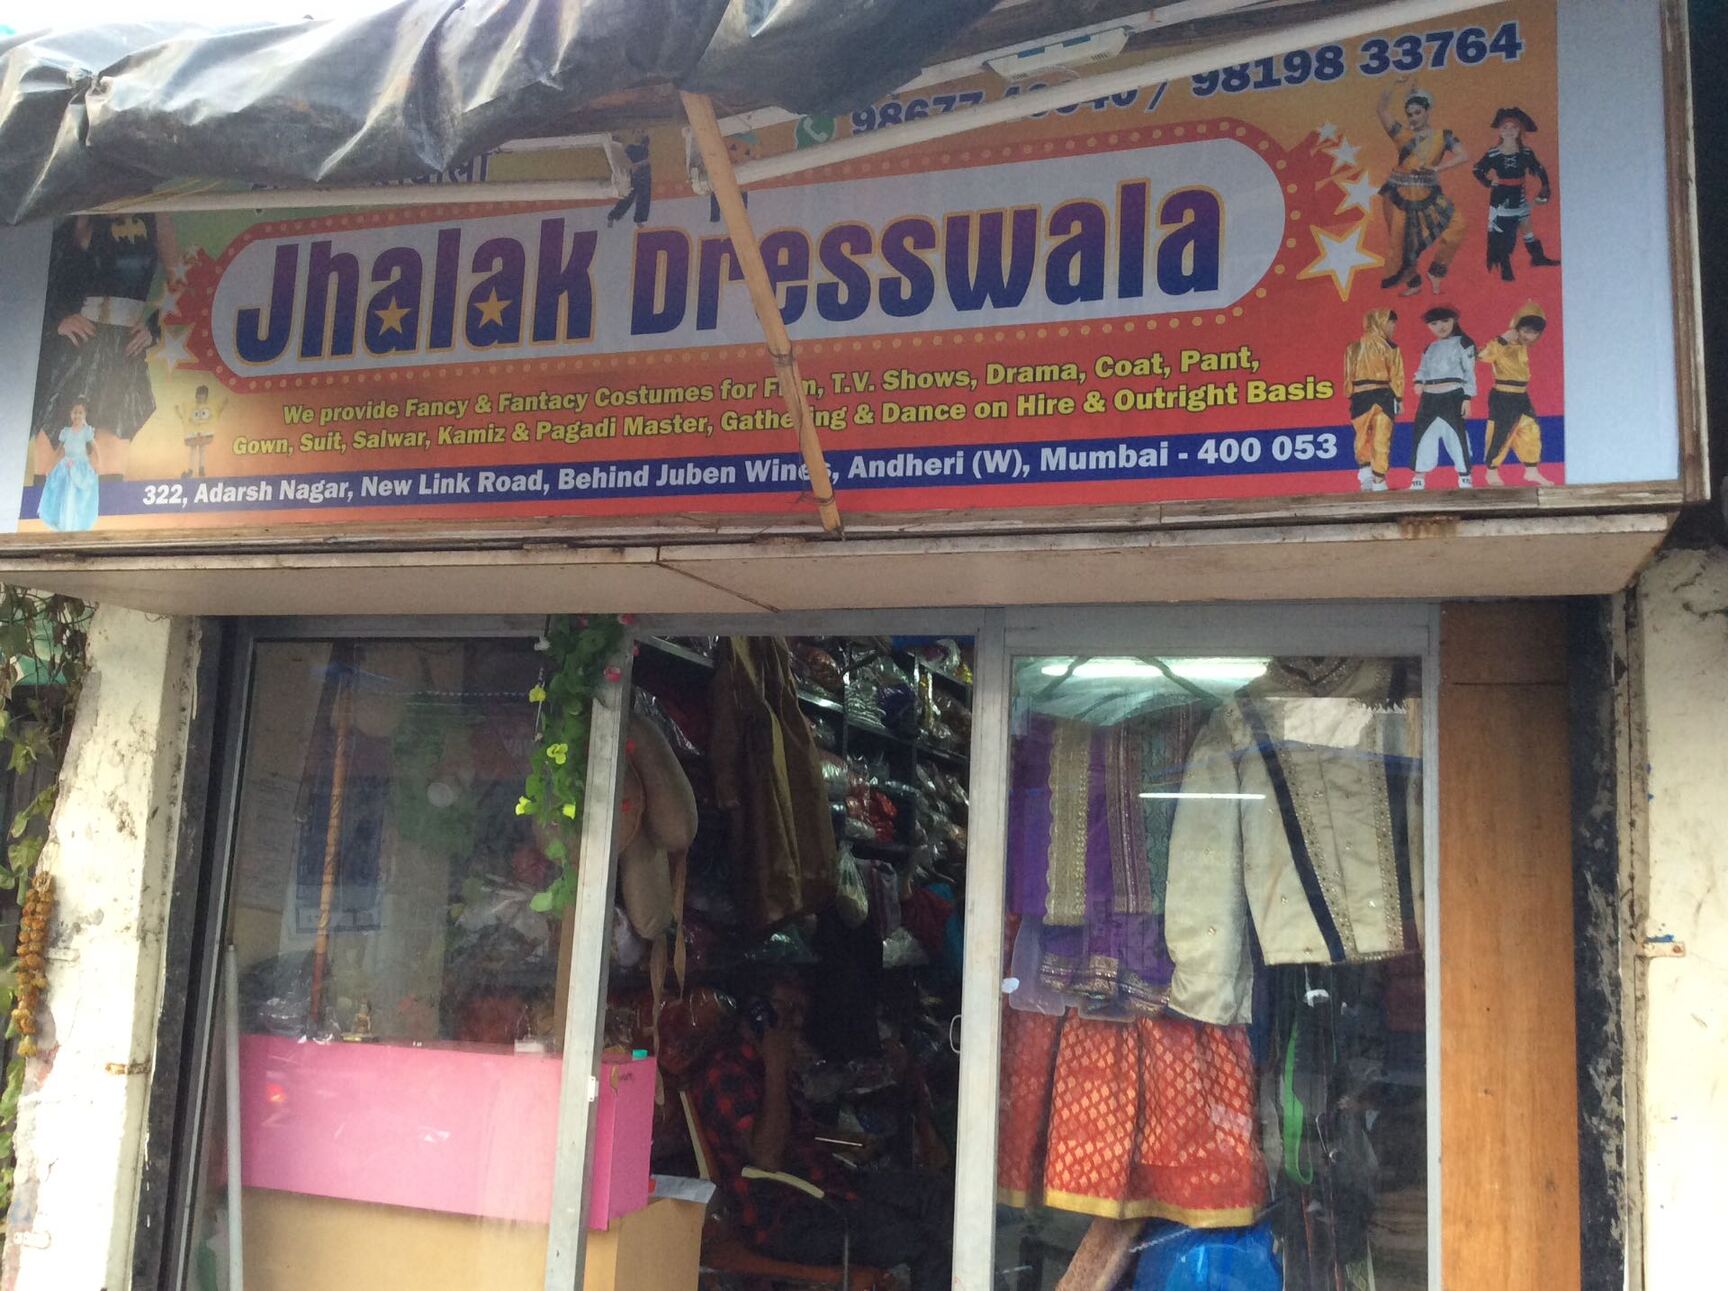 98198 33764
Jhalak Dresswala
We provide Fancy & Fantacy Costumes for Film, T.V. Shows, Drama, Coat, Pant,
Gown, Suit, Salwar, Kamiz & Pagadi Master, Gathering & Dance on Hire & Outright Basis
322, Adarsh Nagar, New Link Road, Behind Juben Wines, Andheri (W), Mumbai - 400 053